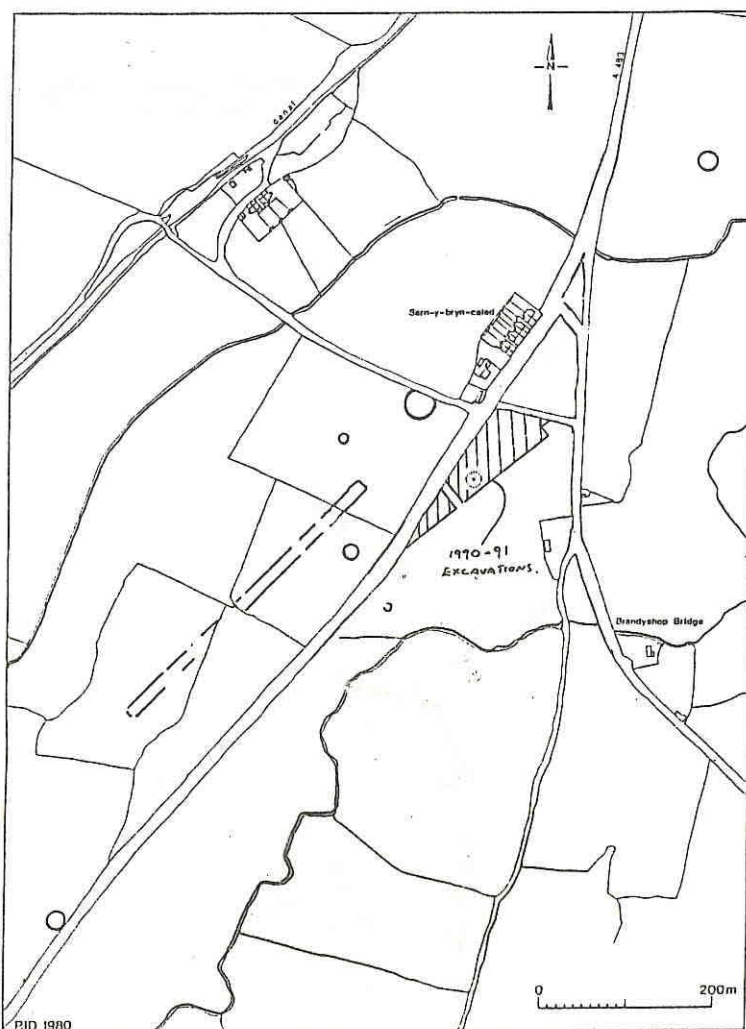 N
A 483
canal
Sarn-y-bryn-caled
1990-91
EXCAVATIONS.
Brandyshop Bridge
0 200m
PJD 1980